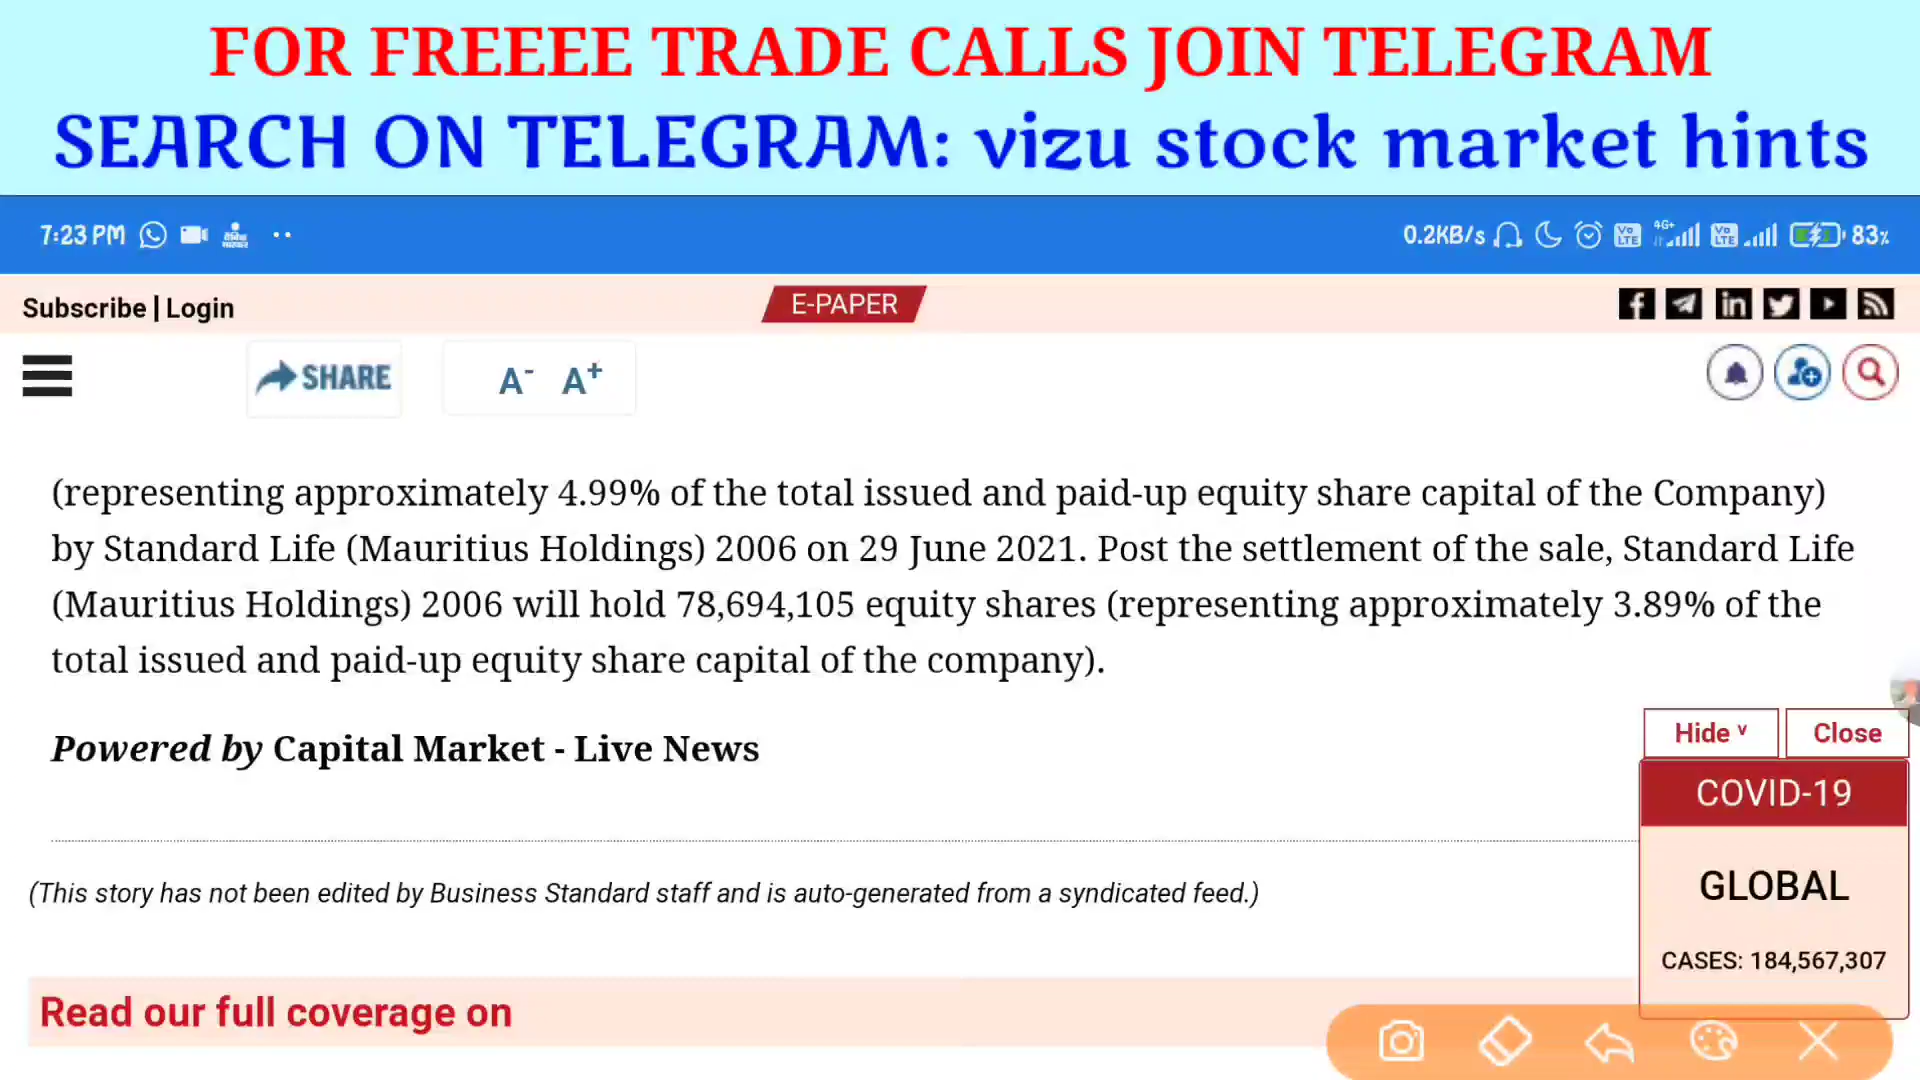 FOR FREEEE TRADE CALLS JOIN TELEGRAM
SEARCH ON TELEGRAM: vizu stock market hints
7:23 PM
0.2KB/s 4G+ Vo LTE Vo LTE 83%
Subscribe | Login
E-PAPER
SHARE A- A+
(representing approximately 4.99% of the total issued and paid-up equity share capital of the Company)
by Standard Life (Mauritius Holdings) 2006 on 29 June 2021. Post the settlement of the sale, Standard Life
(Mauritius Holdings) 2006 will hold 78,694,105 equity shares (representing approximately 3.89% of the
total issued and paid-up equity share capital of the company).
Powered by Capital Market - Live News
Hide v Close
COVID-19
GLOBAL
CASES: 184,567,307
(This story has not been edited by Business Standard staff and is auto-generated from a syndicated feed.)
Read our full coverage on